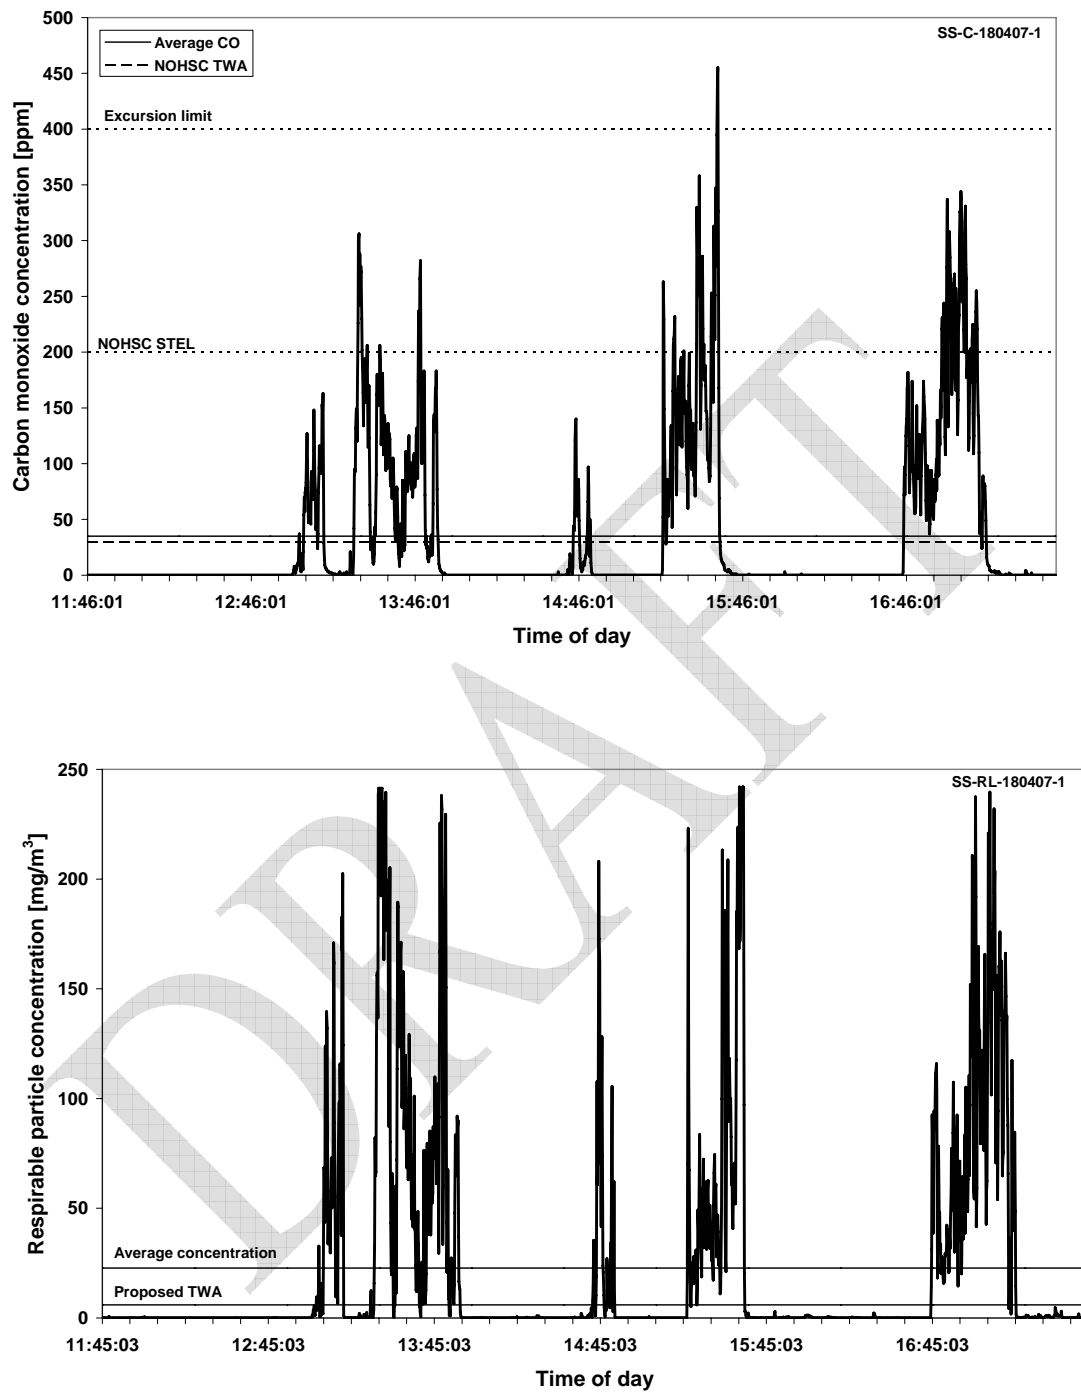 500
SS-C-180407-1
Average CO
NOHSC TWA
450
Excursion limit
400
350
300
250
NOHSC STEL
200
150
100
50
0
Carbon monoxide concentration [ppm]
11:46:01 12:46:01 13:46:01 14:46:01 15:46:01 16:46:01
Time of day
DRAFT
250
SS-RL-180407-1
200
150
100
50
Average concentration
Proposed TWA
0
Respirable particle concentration [mg/m³]
11:45:03 12:45:03 13:45:03 14:45:03 15:45:03 16:45:03
Time of day